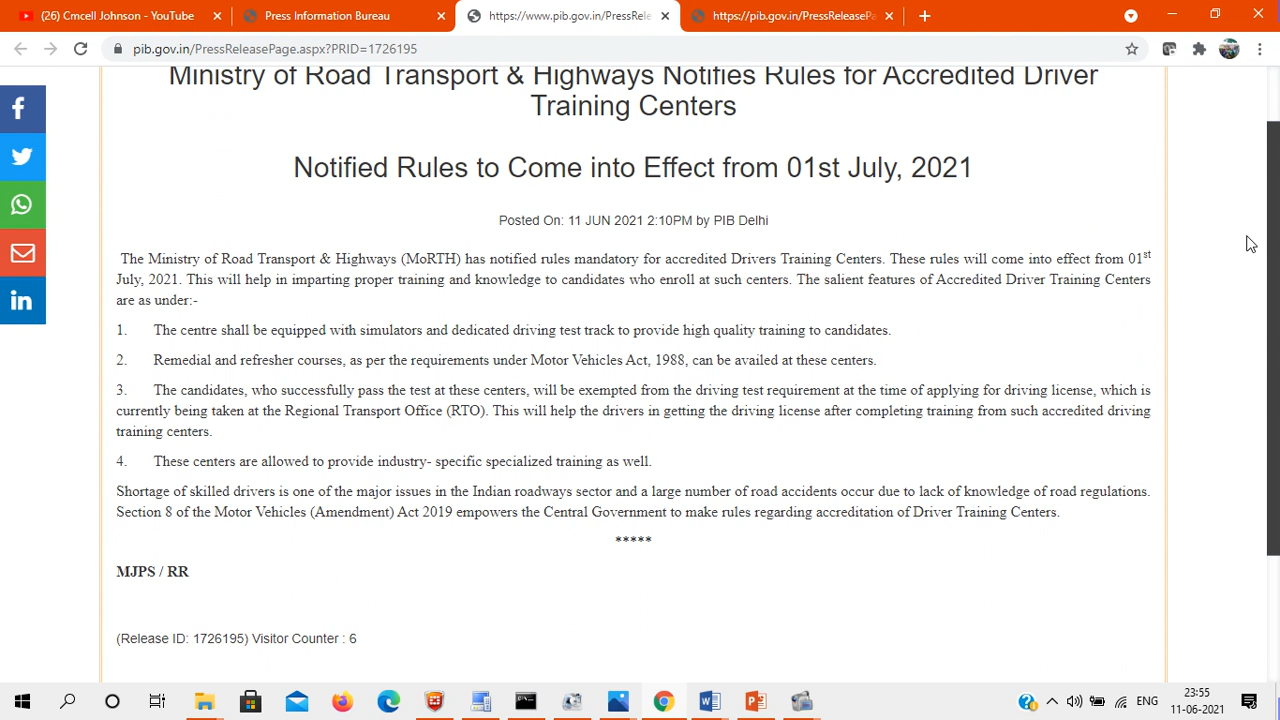 (26) Cmcell Johnson - YouTube
Press Information Bureau
https://www.pib.gov.in/PressRele
https://pib.gov.in/PressReleaseP
pib.gov.in/PressReleasePage.aspx?PRID=1726195
Ministry of Road Transport & Highways Notifies Rules for Accredited Driver
Training Centers
Notified Rules to Come into Effect from 01st July, 2021
Posted On: 11 JUN 2021 2:10PM by PIB Delhi
The Ministry of Road Transport & Highways (MoRTH) has notified rules mandatory for accredited Drivers Training Centers. These rules will come into effect from 01st
July, 2021. This will help in imparting proper training and knowledge to candidates who enroll at such centers. The salient features of Accredited Driver Training Centers
are as under:-
1. The centre shall be equipped with simulators and dedicated driving test track to provide high quality training to candidates.
2. Remedial and refresher courses, as per the requirements under Motor Vehicles Act, 1988, can be availed at these centers.
3. The candidates, who successfully pass the test at these centers, will be exempted from the driving test requirement at the time of applying for driving license, which is
currently being taken at the Regional Transport Office (RTO). This will help the drivers in getting the driving license after completing training from such accredited driving
training centers.
4. These centers are allowed to provide industry- specific specialized training as well.
Shortage of skilled drivers is one of the major issues in the Indian roadways sector and a large number of road accidents occur due to lack of knowledge of road regulations.
Section 8 of the Motor Vehicles (Amendment) Act 2019 empowers the Central Government to make rules regarding accreditation of Driver Training Centers.
*****
MJPS / RR
(Release ID: 1726195) Visitor Counter : 6
ENG
23:55
11-06-2021